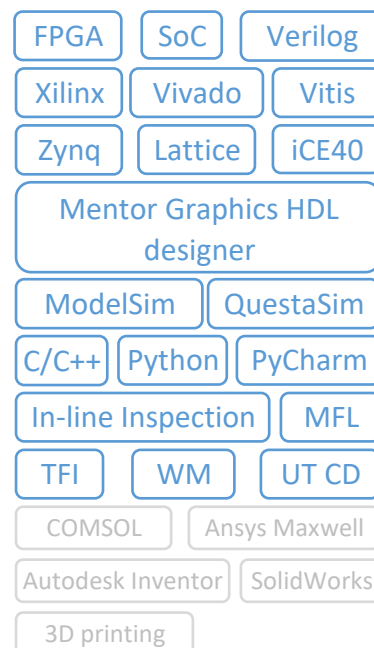 FPGA SoC Verilog
Xilinx Vivado Vitis
Zynq Lattice iCE40
Mentor Graphics HDL
designer
ModelSim QuestaSim
C/C++ Python PyCharm
In-line Inspection MFL
TFI WM UT CD
COMSOL Ansys Maxwell
Autodesk Inventor SolidWorks
3D printing